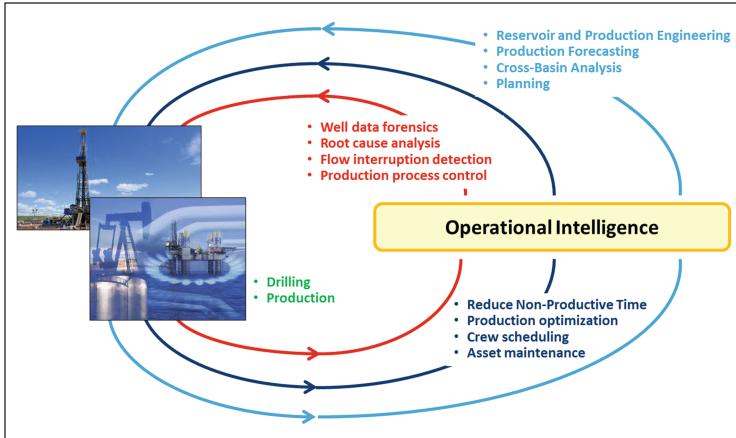 • Reservoir and Production Engineering
• Production Forecasting
• Cross-Basin Analysis
• Planning
• Well data forensics
• Root cause analysis
• Flow interruption detection
• Production process control
Operational Intelligence
• Drilling
• Production
• Reduce Non-Productive Time
• Production optimization
• Crew scheduling
• Asset maintenance